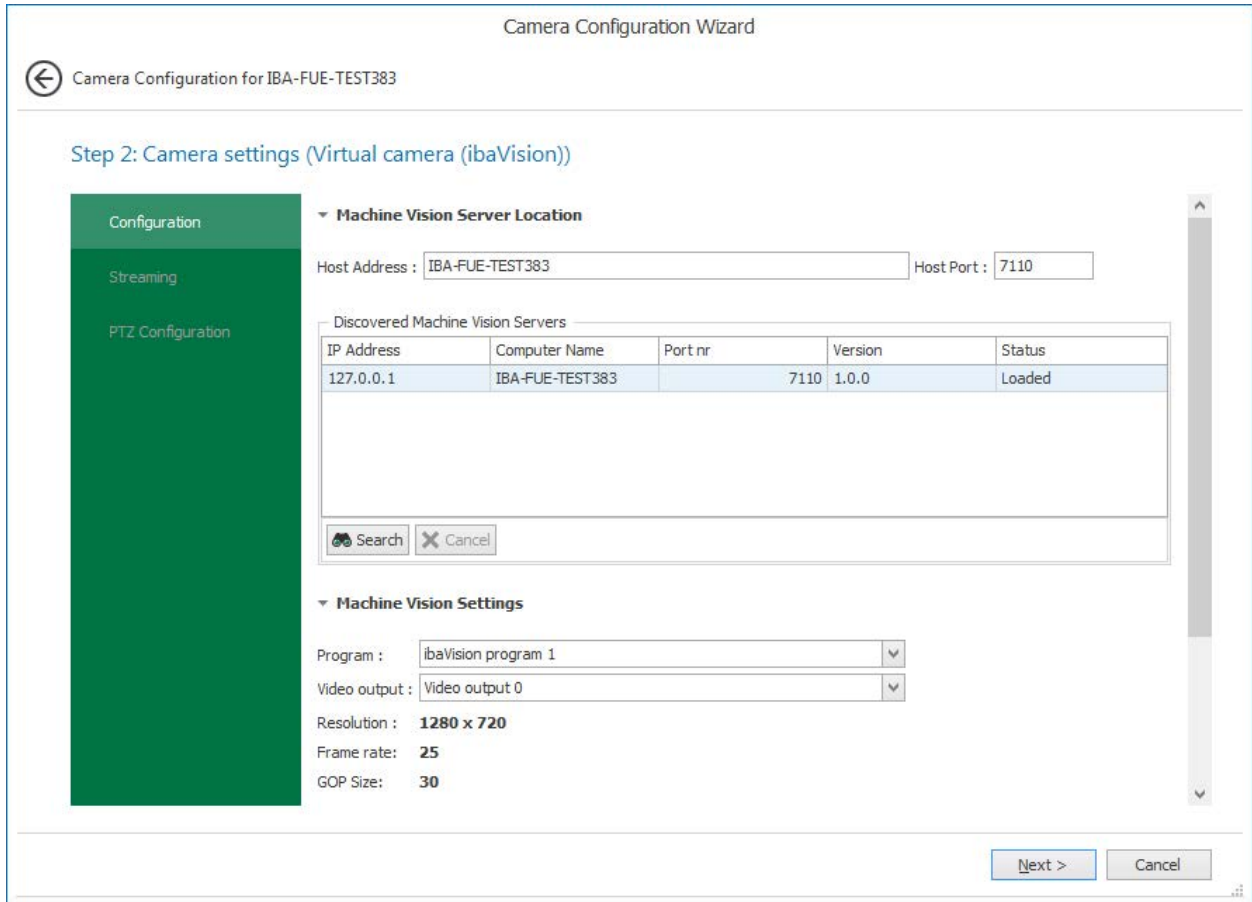 Camera Configuration Wizard
Camera Configuration for IBA-FUE-TEST383
Step 2: Camera settings (Virtual camera (ibaVision))
Configuration
Streaming
PTZ Configuration
Machine Vision Server Location
Host Address : IBA-FUE-TEST383 Host Port : 7110
Discovered Machine Vision Servers
IP Address Computer Name Port nr Version Status
127.0.0.1 IBA-FUE-TEST383 7110 1.0.0 Loaded
Search Cancel
Machine Vision Settings
Program : ibaVision program 1
Video output : Video output 0
Resolution : 1280 x 720
Frame rate: 25
GOP Size: 30
Next > Cancel